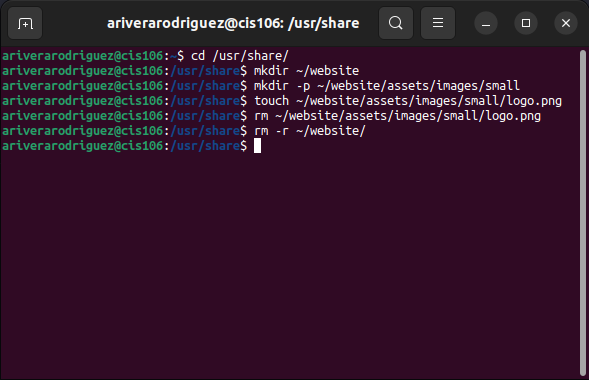 ariverarodriguez@cis106: /usr/share
ariverarodriguez@cis106:~$ cd /usr/share/
ariverarodriguez@cis106:/usr/share$ mkdir ~/website
ariverarodriguez@cis106:/usr/share$ mkdir -p ~/website/assets/images/small
ariverarodriguez@cis106:/usr/share$ touch ~/website/assets/images/small/logo.png
ariverarodriguez@cis106:/usr/share$ rm ~/website/assets/images/small/logo.png
ariverarodriguez@cis106:/usr/share$ rm -r ~/website/
ariverarodriguez@cis106:/usr/share$